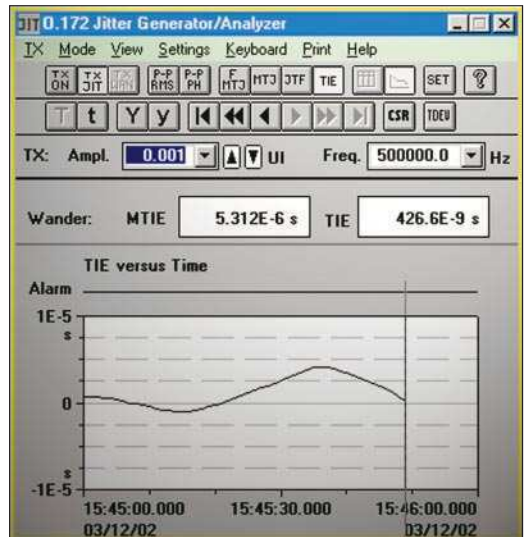 JIT 0.172 Jitter Generator/Analyzer
TX Mode View Settings Keyboard Print Help
TX ON TX JIT TX WAN P-P RMS P-P PH F MTJ MTJ JTF TIE SET ?
T t Y y CSR TDEV
TX: Ampl. 0.001 UI Freq. 500000.0 Hz
Wander: MTIE 5.312E-6 s TIE 426.6E-9 s
TIE versus Time
Alarm
1E-5
s
0
s
-1E-5
15:45:00.000 15:45:30.000 15:46:00.000
03/12/02 03/12/02